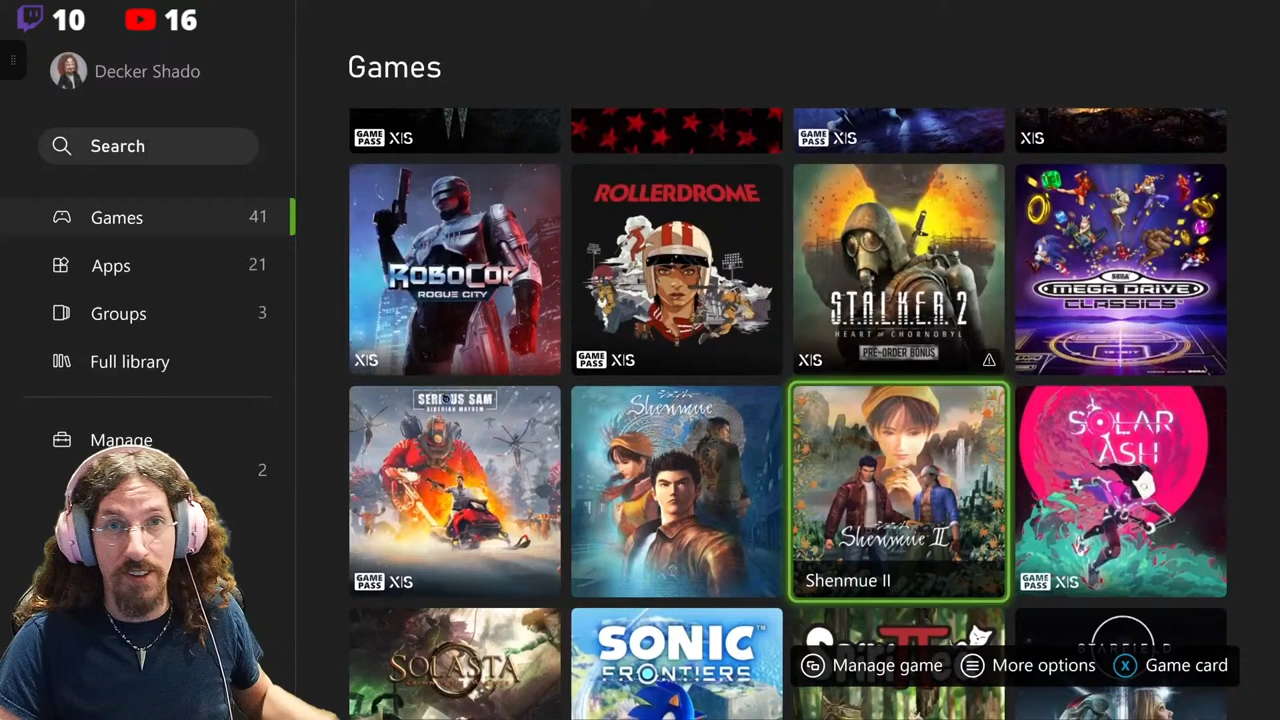 10
16
Decker Shado
Search
Games 41
Apps 21
Groups 3
Full library
Manage
2
Games
GAME PASS X|S
GAME PASS X|S
X|S
ROBOCOP
ROGUE CITY
X|S
ROLLERDROME
GAME PASS X|S
S.T.A.L.K.E.R. 2
HEART OF CHORNOBYL
PRE-ORDER BONUS
X|S
SEGA
MEGA DRIVE
CLASSICS
SERIOUS SAM
SIBERIAN MAYHEM
GAME PASS X|S
Shenmue
Shenmue II
Shenmue II
SOLAR
ASH
GAME PASS X|S
SOLASTA
SONIC
FRONTIERS
STARFIELD
Manage game
More options
X Game card